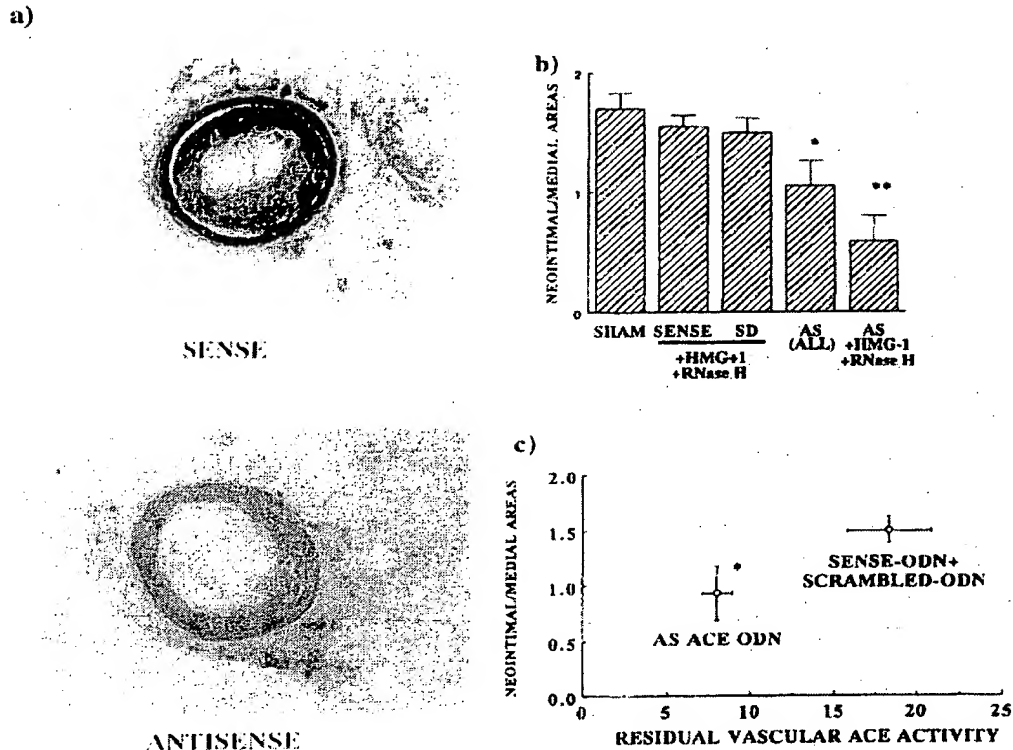 a)
SENSE
ANTISENSE
b)
NEOINTIMAL/MEDIAL AREAS
2
1
0
*
**
SHAM SENSE SD AS AS
(ALL) +HMG-1
+RNase H
+HMG+1
+RNase H
c)
NEOINTIMAL/MEDIAL AREAS
2.0
1.5
1.0
0.5
0.0
*
AS ACE ODN
SENSE-ODN+
SCRAMBLED-ODN
0 5 10 15 20 25
RESIDUAL VASCULAR ACE ACTIVITY